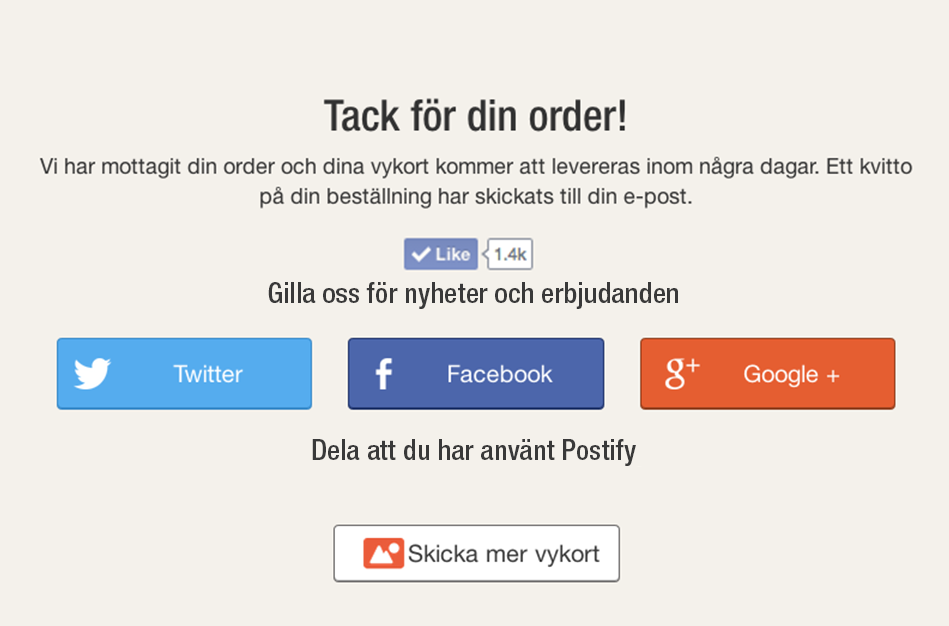 Tack för din order!
Vi har mottagit din order och dina vykort kommer att levereras inom några dagar. Ett kvitto
på din beställning har skickats till din e-post.
Like 1.4k
Gilla oss för nyheter och erbjudanden
Twitter f Facebook g+ Google +
Dela att du har använt Postify
Skicka mer vykort